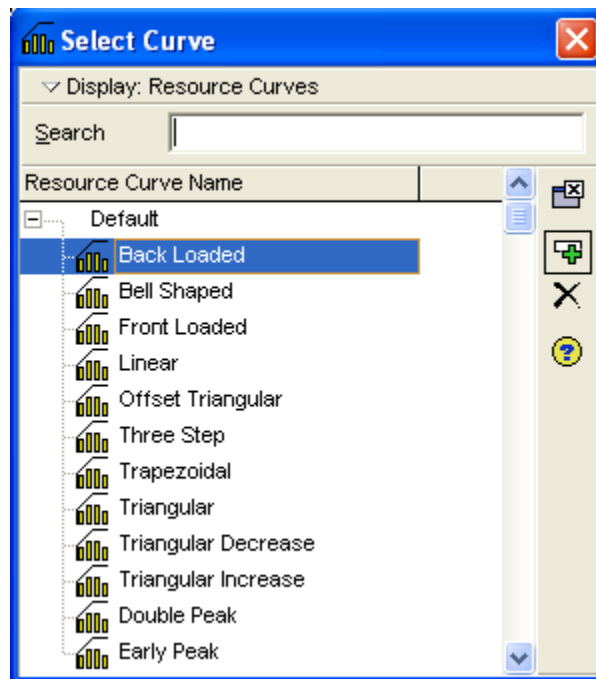 Select Curve
Display: Resource Curves
Search
Resource Curve Name
Default
Back Loaded
Bell Shaped
Front Loaded
Linear
Offset Triangular
Three Step
Trapezoidal
Triangular
Triangular Decrease
Triangular Increase
Double Peak
Early Peak